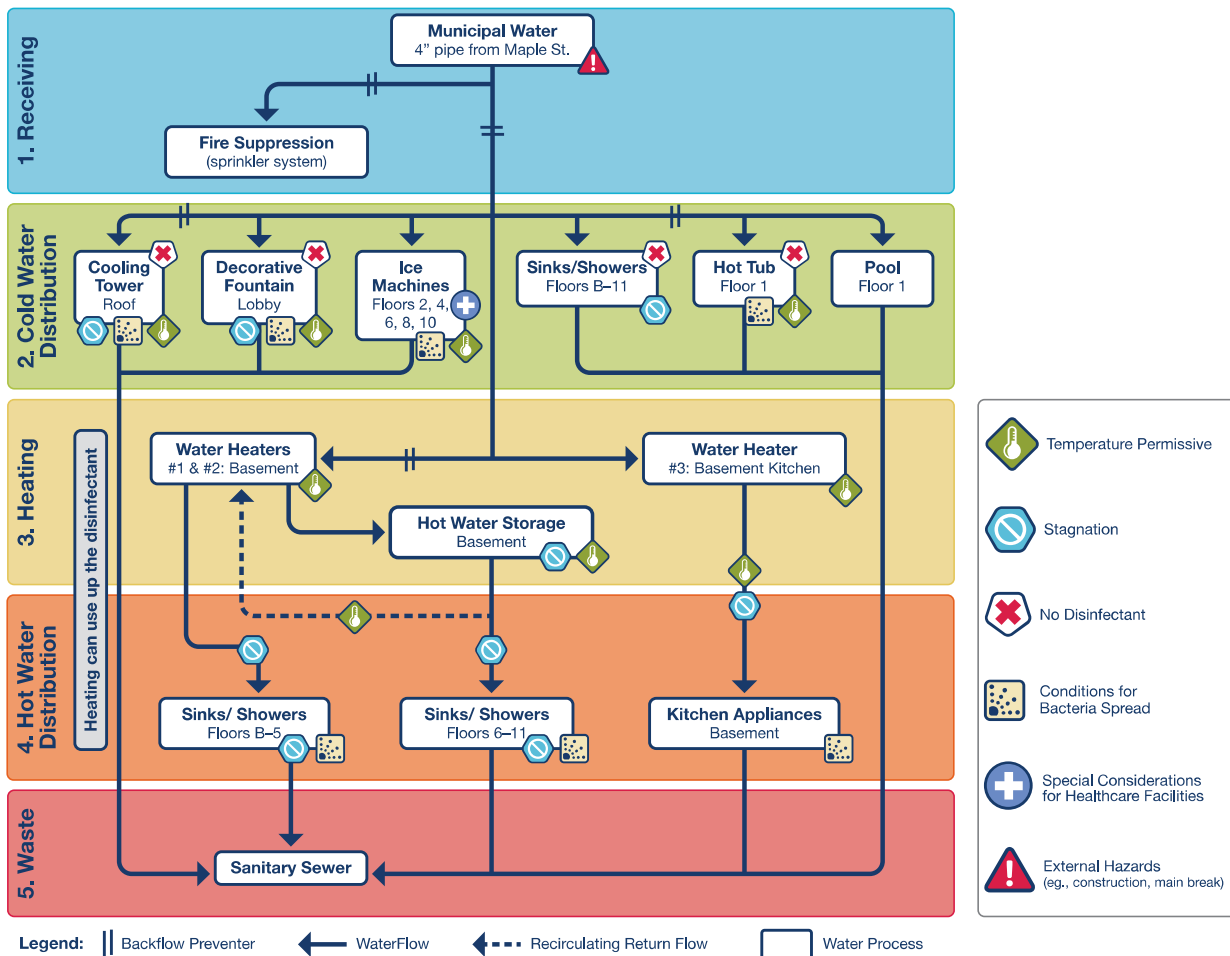 1. Receiving
Municipal Water
4” pipe from Maple St.
Fire Suppression
(sprinkler system)
2. Cold Water
Distribution
Cooling
Tower
Roof
Decorative
Fountain
Lobby
Ice
Machines
Floors 2, 4,
6, 8, 10
Sinks/Showers
Floors B–11
Hot Tub
Floor 1
Pool
Floor 1
3. Heating
Heating can use up the disinfectant
Water Heaters
#1 & #2: Basement
Water Heater
#3: Basement Kitchen
Hot Water Storage
Basement
4. Hot Water
Distribution
Sinks/ Showers
Floors B–5
Sinks/ Showers
Floors 6–11
Kitchen Appliances
Basement
5. Waste
Sanitary Sewer
Temperature Permissive
Stagnation
No Disinfectant
Conditions for
Bacteria Spread
Special Considerations
for Healthcare Facilities
External Hazards
(eg., construction, main break)
Legend:
Backflow Preventer
WaterFlow
Recirculating Return Flow
Water Process